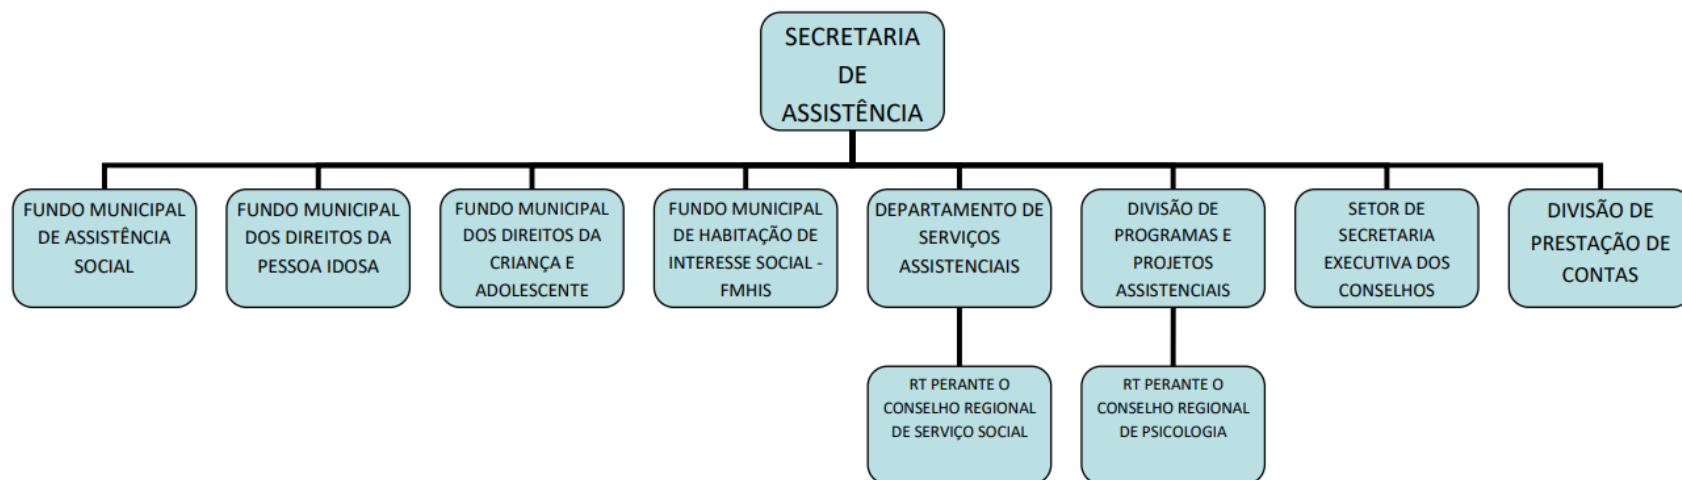 SECRETARIA
DE
ASSISTÊNCIA
FUNDO MUNICIPAL
DE ASSISTÊNCIA
SOCIAL
FUNDO MUNICIPAL
DOS DIREITOS DA
PESSOA IDOSA
FUNDO MUNICIPAL
DOS DIREITOS DA
CRIANÇA E
ADOLESCENTE
FUNDO MUNICIPAL
DE HABITAÇÃO DE
INTERESSE SOCIAL -
FMHIS
DEPARTAMENTO DE
SERVIÇOS
ASSISTENCIAIS
DIVISÃO DE
PROGRAMAS E
PROJETOS
ASSISTENCIAIS
SETOR DE
SECRETARIA
EXECUTIVA DOS
CONSELHOS
DIVISÃO DE
PRESTAÇÃO DE
CONTAS
RT PERANTE O
CONSELHO REGIONAL
DE SERVIÇO SOCIAL
RT PERANTE O
CONSELHO REGIONAL
DE PSICOLOGIA